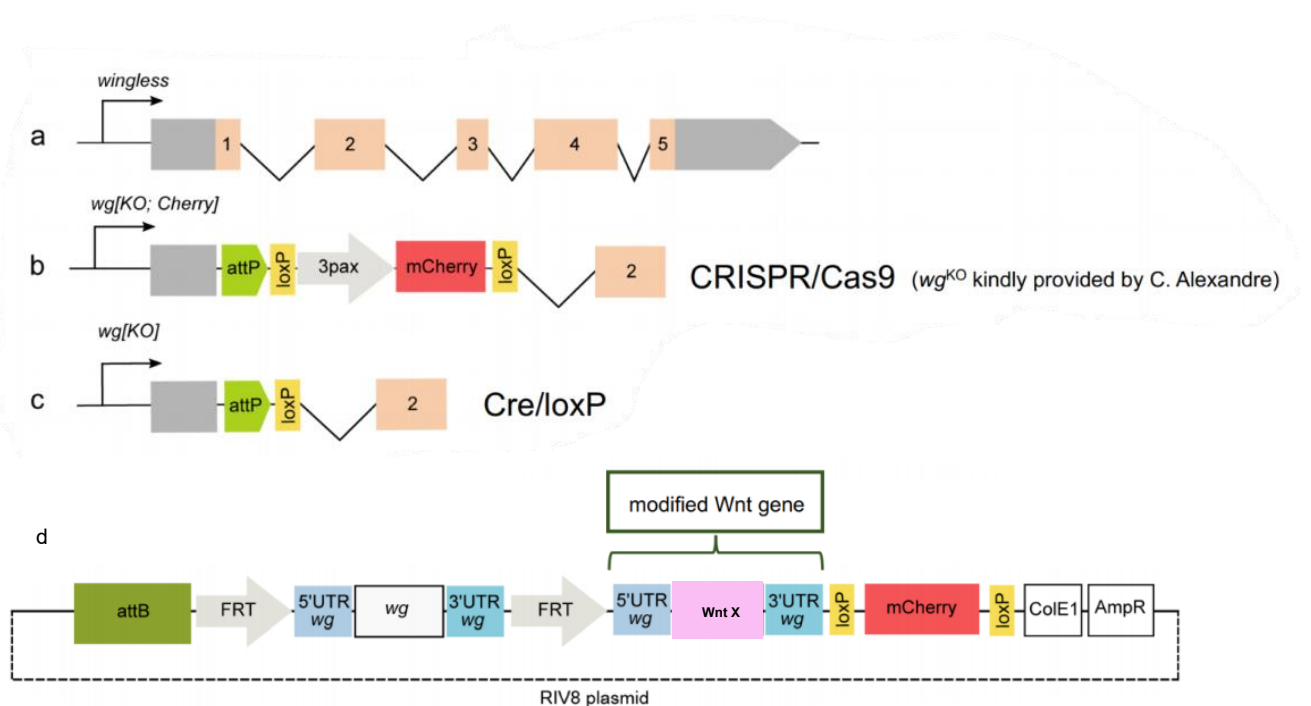 wingless
a
1 2 3 4 5
wg[KO; Cherry]
b
attP loxP 3pax mCherry loxP 2 CRISPR/Cas9 (wgKO kindly provided by C. Alexandre)
wg[KO]
c
attP loxP 2 Cre/loxP
modified Wnt gene
d
attB FRT 5'UTR wg wg 3'UTR wg FRT 5'UTR wg Wnt X 3'UTR wg loxP mCherry loxP ColE1 AmpR
RIV8 plasmid